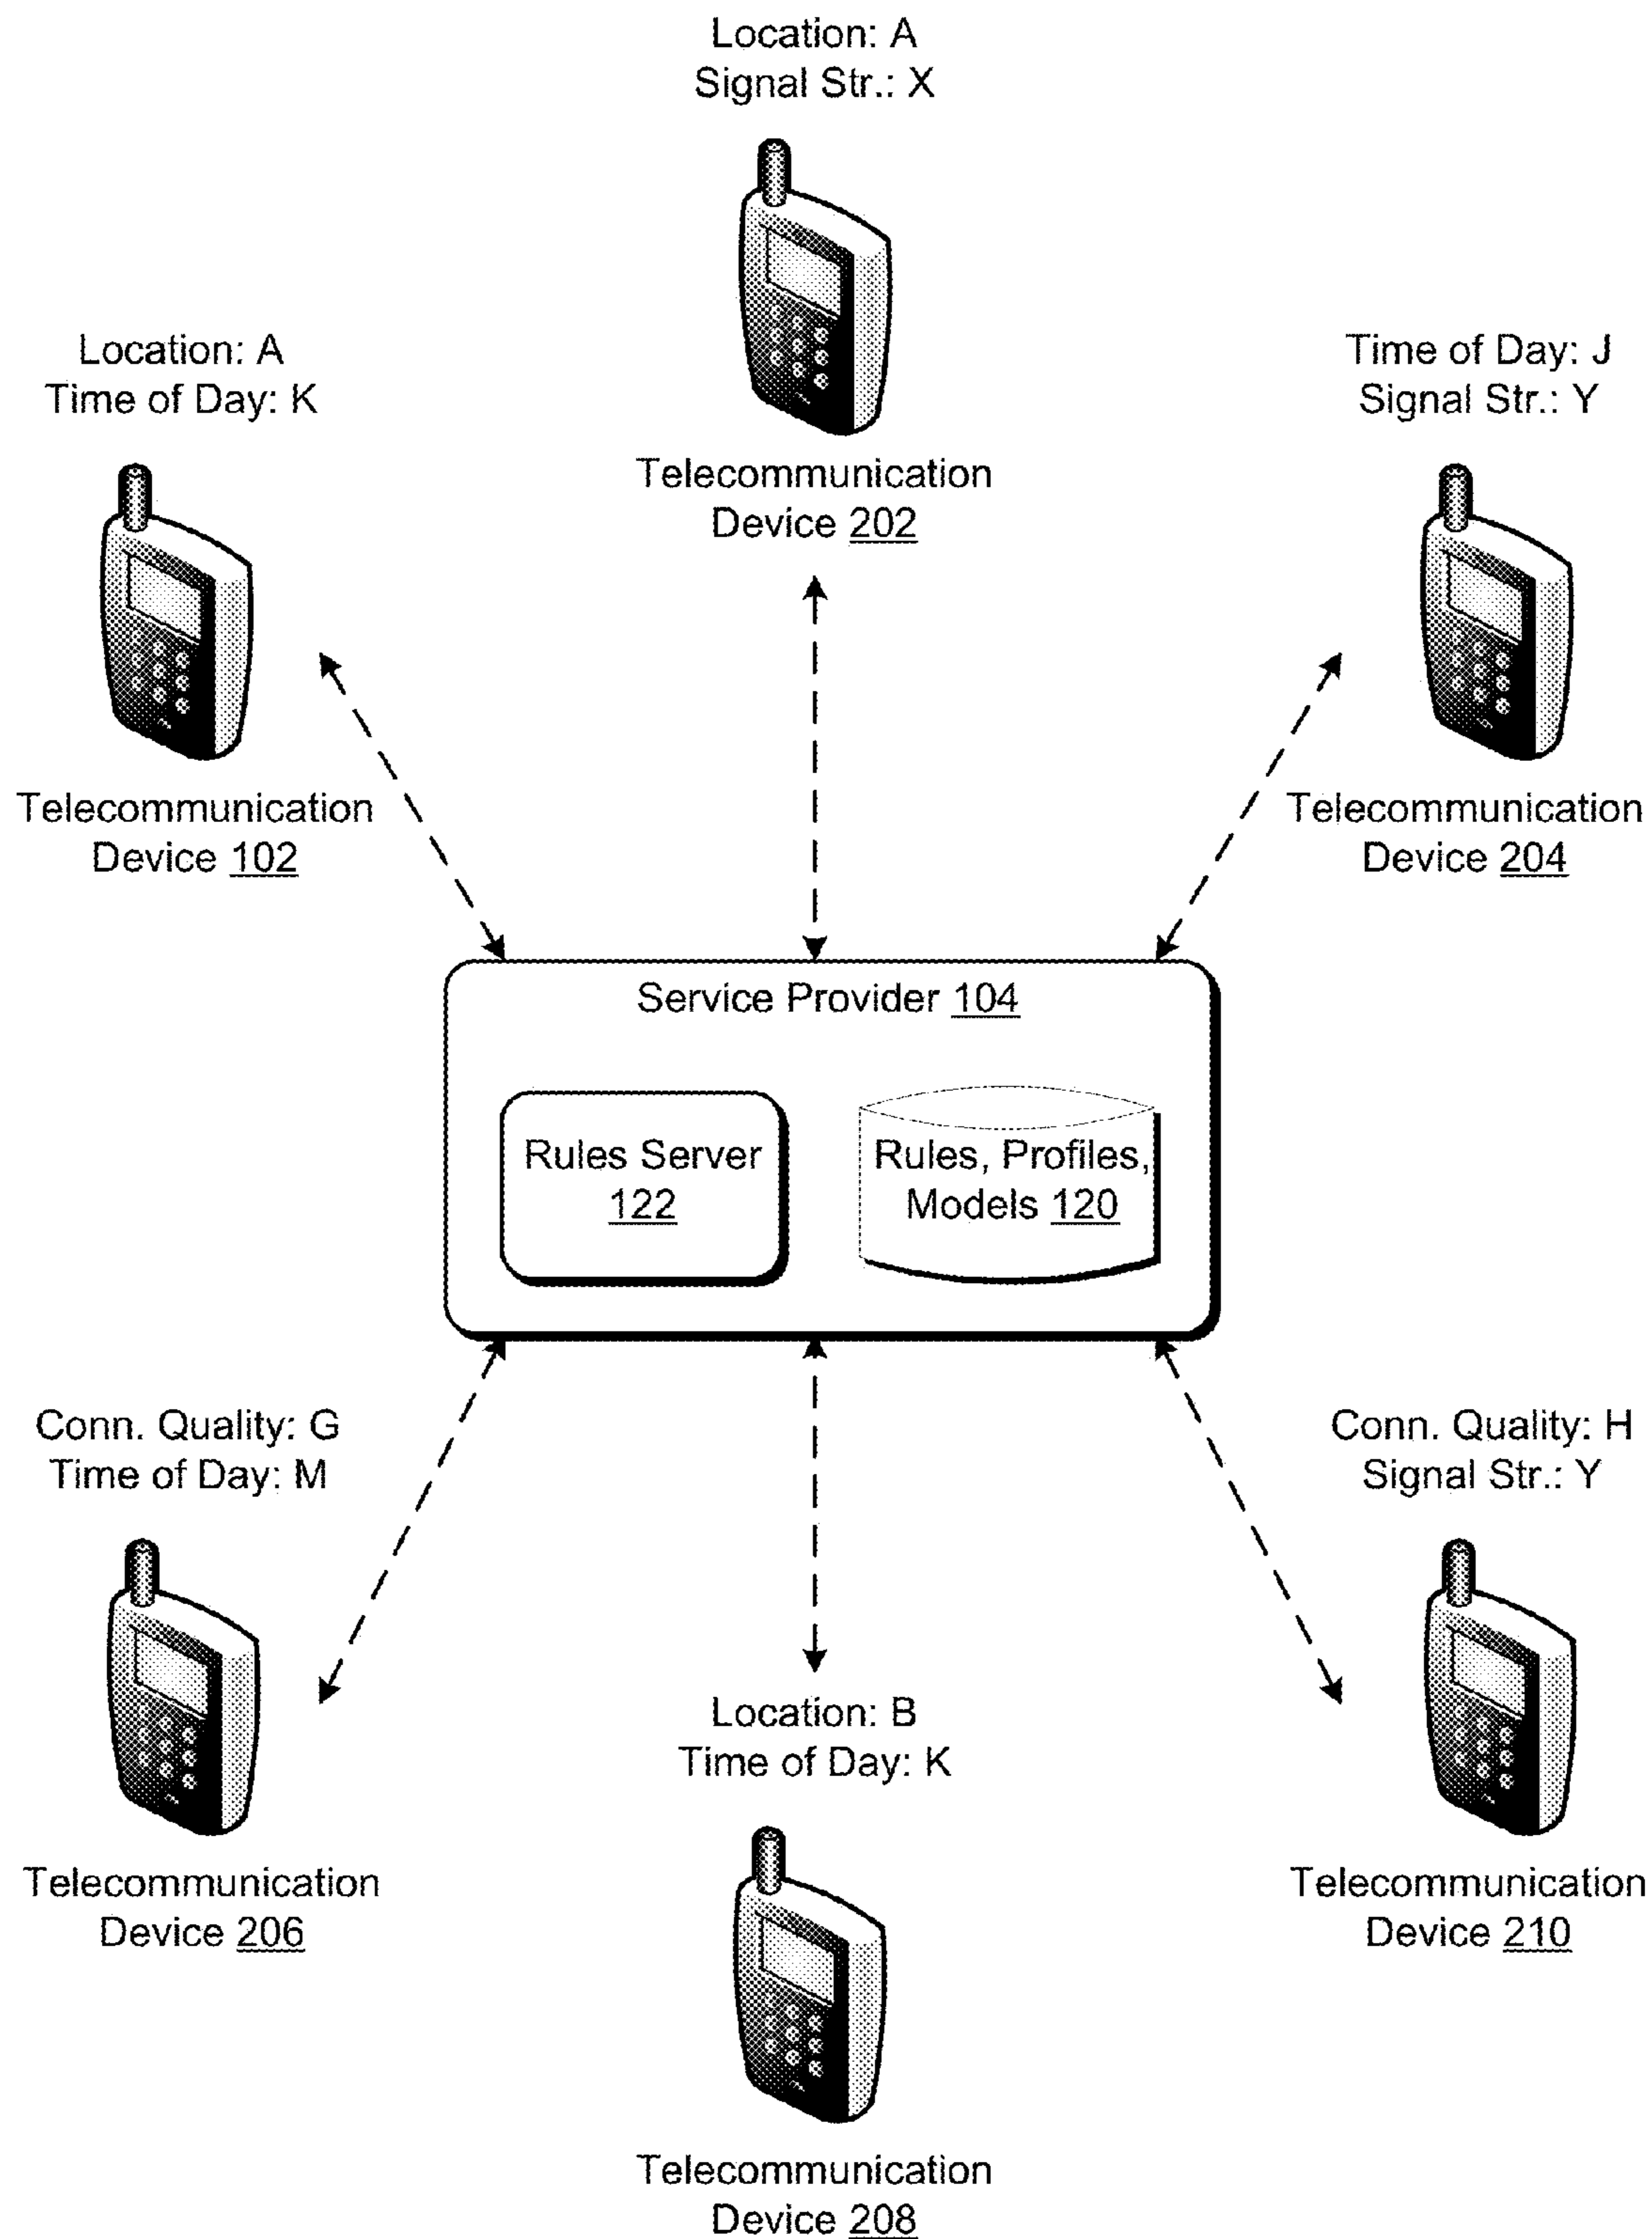 Location: A
Signal Str.: X
Telecommunication
Device 202
Location: A
Time of Day: K
Telecommunication
Device 102
Time of Day: J
Signal Str.: Y
Telecommunication
Device 204
Service Provider 104
Rules Server
122
Rules, Profiles,
Models 120
Conn. Quality: G
Time of Day: M
Telecommunication
Device 206
Location: B
Time of Day: K
Telecommunication
Device 208
Conn. Quality: H
Signal Str.: Y
Telecommunication
Device 210